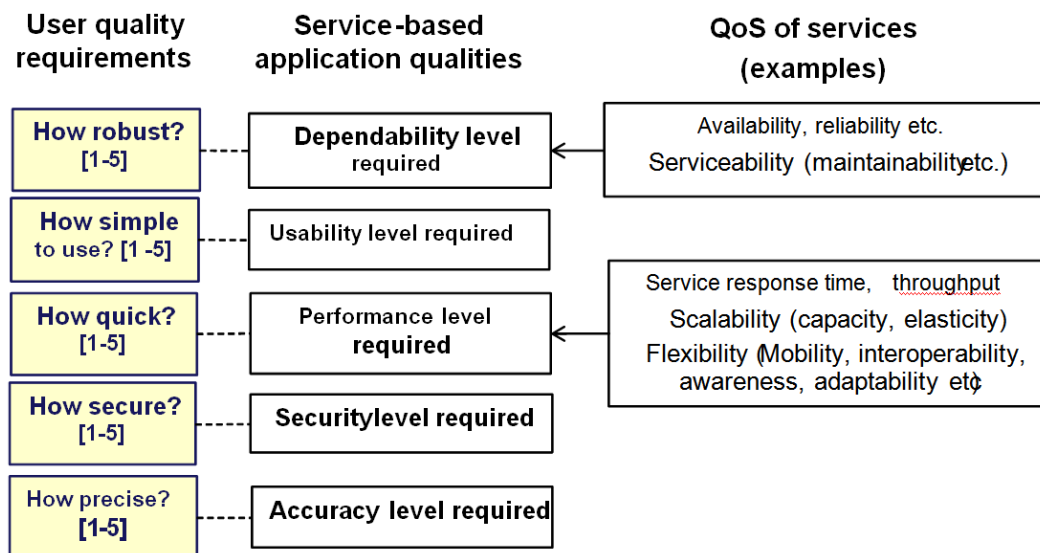 User quality
requirements
Service-based
application qualities
QoS of services
(examples)
How robust?
[1-5]
Dependability level
required
Availability, reliability etc.
Serviceability (maintainabilityetc.)
How simple
to use? [1 -5]
Usability level required
How quick?
[1-5]
Performance level
required
Service response time, throughput
Scalability (capacity, elasticity)
Flexibility (Mobility, interoperability,
awareness, adaptability etc)
How secure?
[1-5]
Securitylevel required
How precise?
[1-5]
Accuracy level required